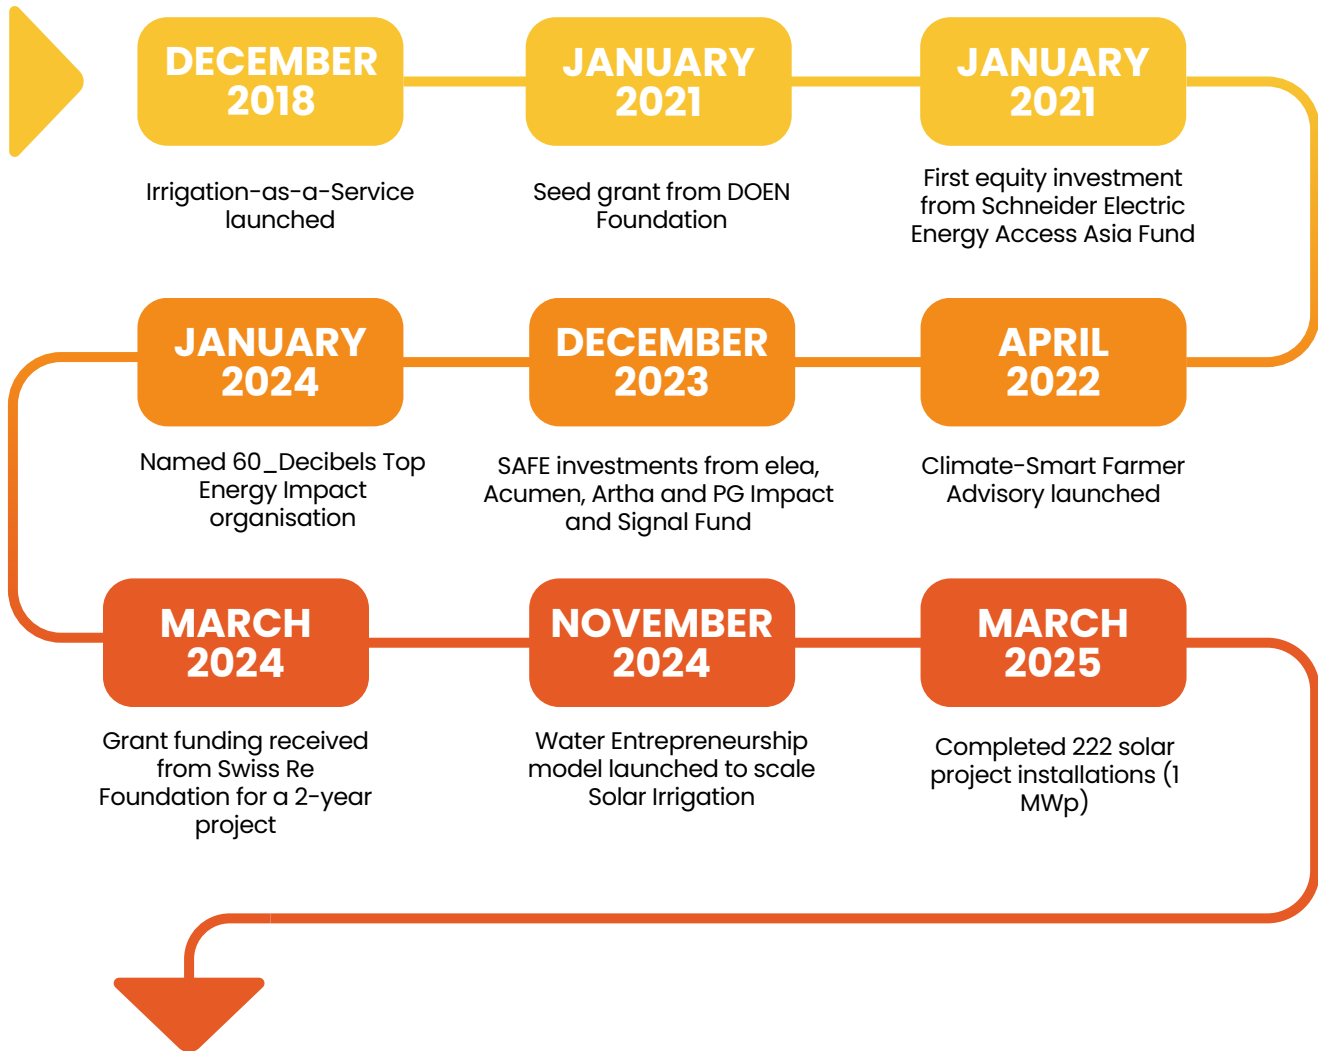 DECEMBER
2018
Irrigation-as-a-Service
launched
JANUARY
2021
Seed grant from DOEN
Foundation
JANUARY
2021
First equity investment
from Schneider Electric
Energy Access Asia Fund
APRIL
2022
Climate-Smart Farmer
Advisory launched
DECEMBER
2023
SAFE investments from elea,
Acumen, Artha and PG Impact
and Signal Fund
JANUARY
2024
Named 60_Decibels Top
Energy Impact
organisation
MARCH
2024
Grant funding received
from Swiss Re
Foundation for a 2-year
project
NOVEMBER
2024
Water Entrepreneurship
model launched to scale
Solar Irrigation
MARCH
2025
Completed 222 solar
project installations (1
MWp)